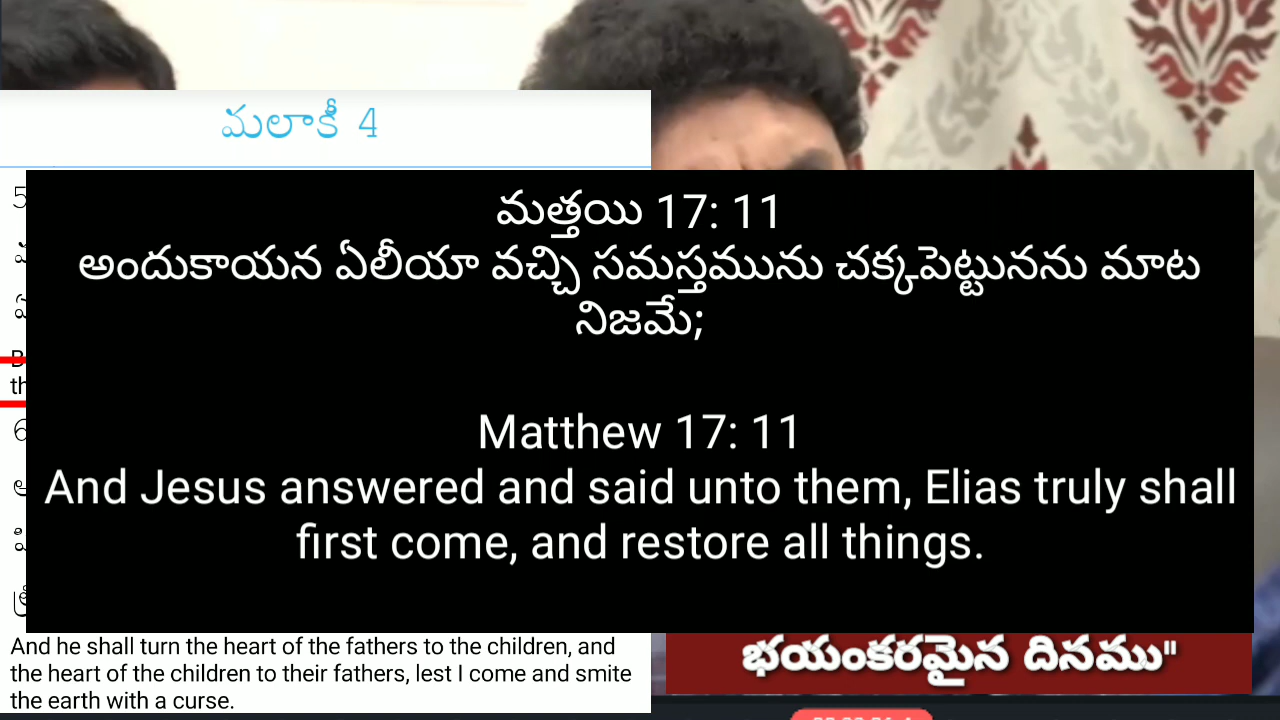 మలాకీ 4
5
మత్తయి 17: 11
అందుకాయన ఏలీయా వచ్చి సమస్తమును చక్కపెట్టునను మాట
నిజమే;
Matthew 17: 11
And Jesus answered and said unto them, Elias truly shall
first come, and restore all things.
th
6
And he shall turn the heart of the fathers to the children, and
the heart of the children to their fathers, lest I come and smite
the earth with a curse.
భయంకరమైన దినము"